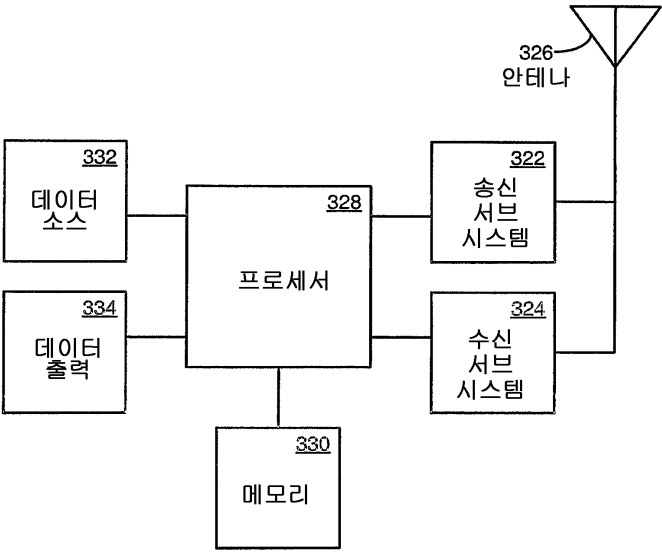 326
안테나
332
데이터
소스
328
프로세서
322
송신
서브
시스템
334
데이터
출력
324
수신
서브
시스템
330
메모리